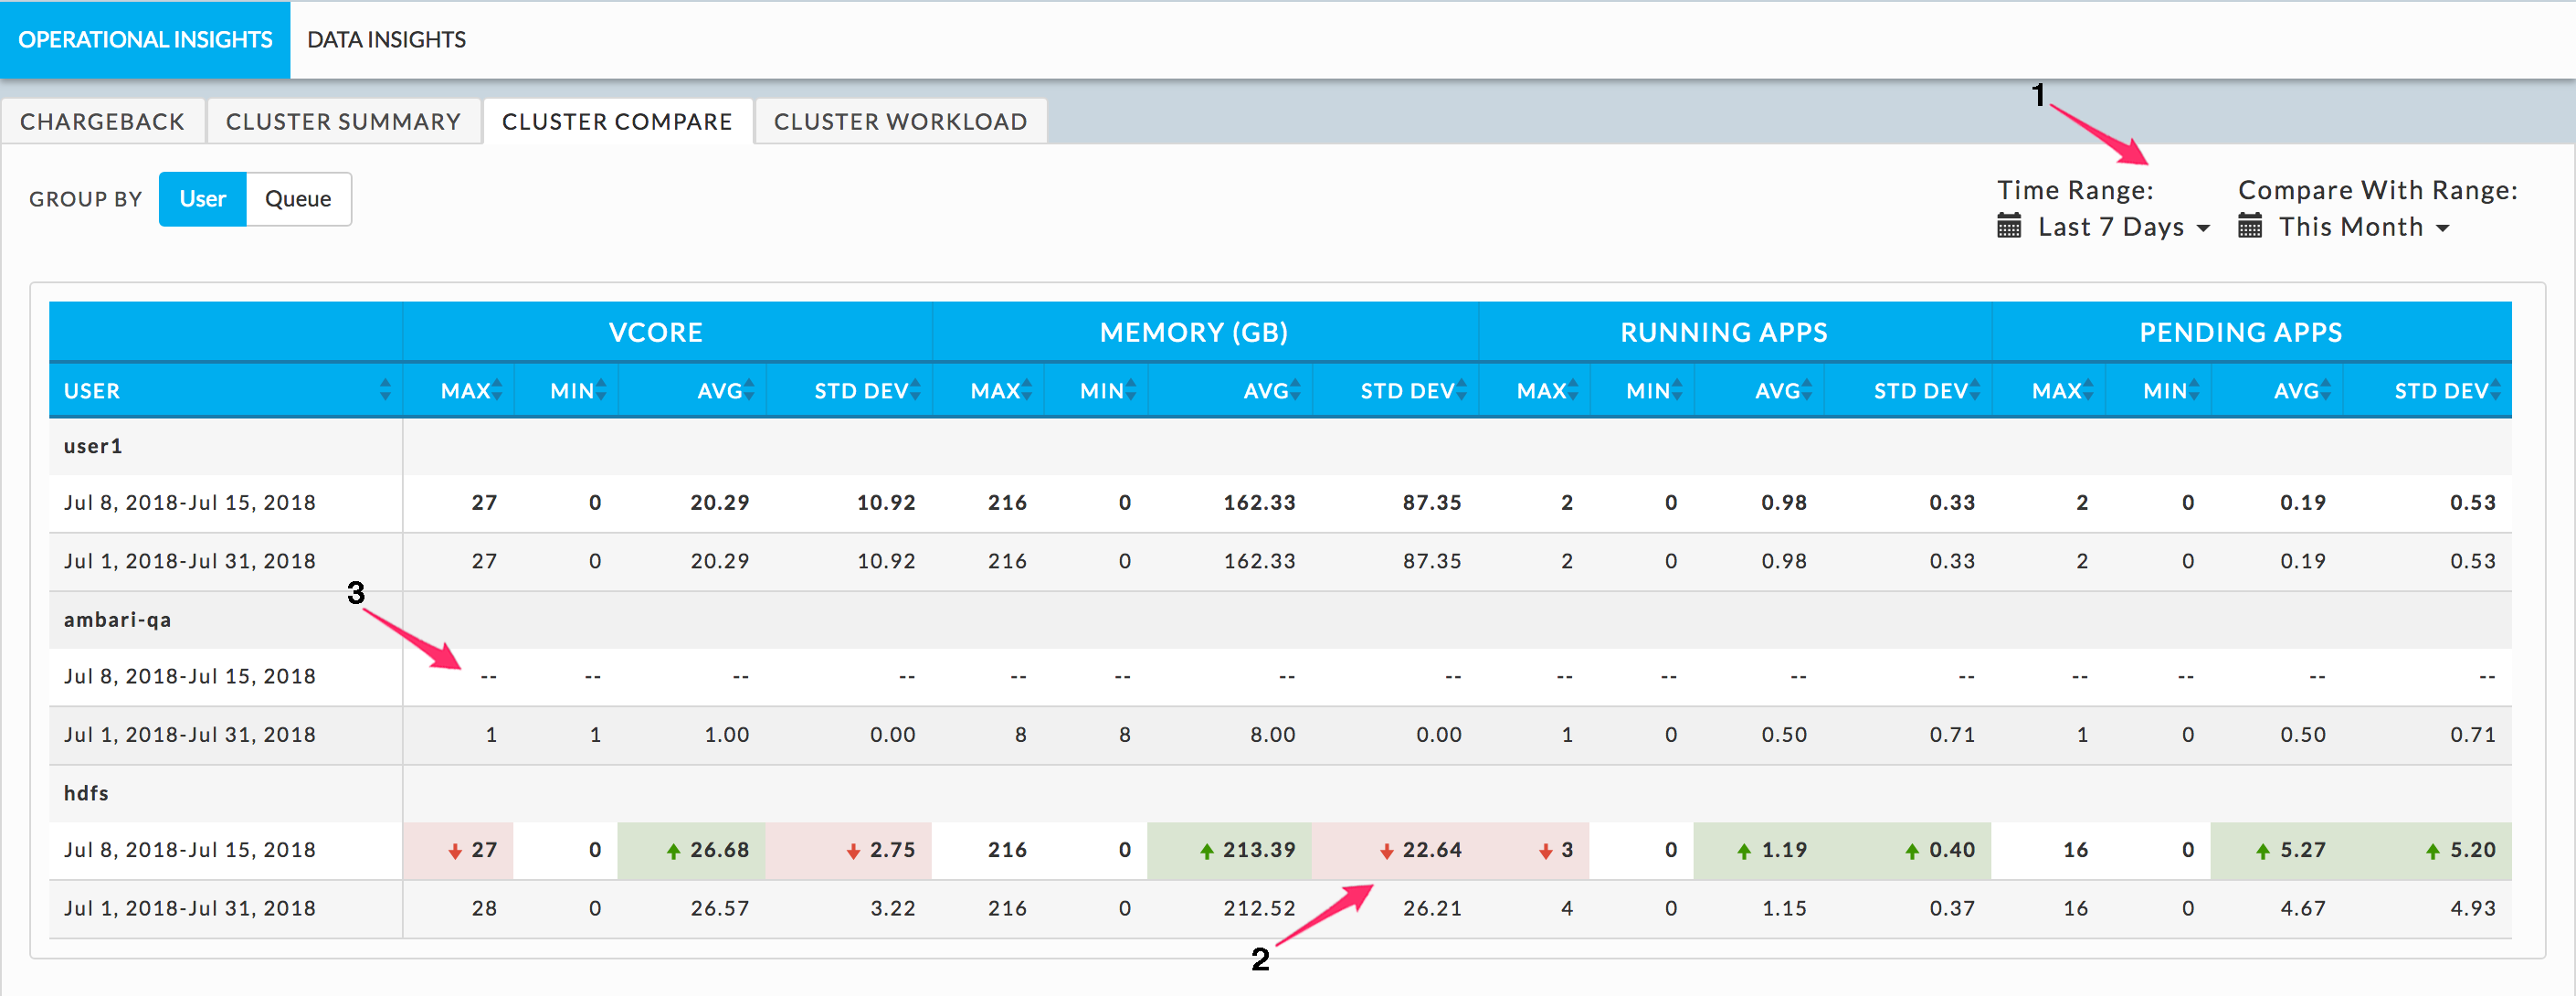 OPERATIONAL INSIGHTS DATA INSIGHTS
1
CHARGEBACK CLUSTER SUMMARY CLUSTER COMPARE CLUSTER WORKLOAD
GROUP BY User Queue
Time Range: Compare With Range:
Last 7 Days This Month
VCORE MEMORY (GB) RUNNING APPS PENDING APPS
USER MAX MIN AVG STD DEV MAX MIN AVG STD DEV MAX MIN AVG STD DEV MAX MIN AVG STD DEV
user1
Jul 8, 2018-Jul 15, 2018 27 0 20.29 10.92 216 0 162.33 87.35 2 0 0.98 0.33 2 0 0.19 0.53
Jul 1, 2018-Jul 31, 2018 27 0 20.29 10.92 216 0 162.33 87.35 2 0 0.98 0.33 2 0 0.19 0.53
3
ambari-qa
Jul 8, 2018-Jul 15, 2018 -- -- -- -- -- -- -- -- -- -- -- -- -- -- -- --
Jul 1, 2018-Jul 31, 2018 1 1 1.00 0.00 8 8 8.00 0.00 1 0 0.50 0.71 1 0 0.50 0.71
hdfs
Jul 8, 2018-Jul 15, 2018 27 0 26.68 2.75 216 0 213.39 22.64 3 0 1.19 0.40 16 0 5.27 5.20
Jul 1, 2018-Jul 31, 2018 28 0 26.57 3.22 216 0 212.52 26.21 4 0 1.15 0.37 16 0 4.67 4.93
2